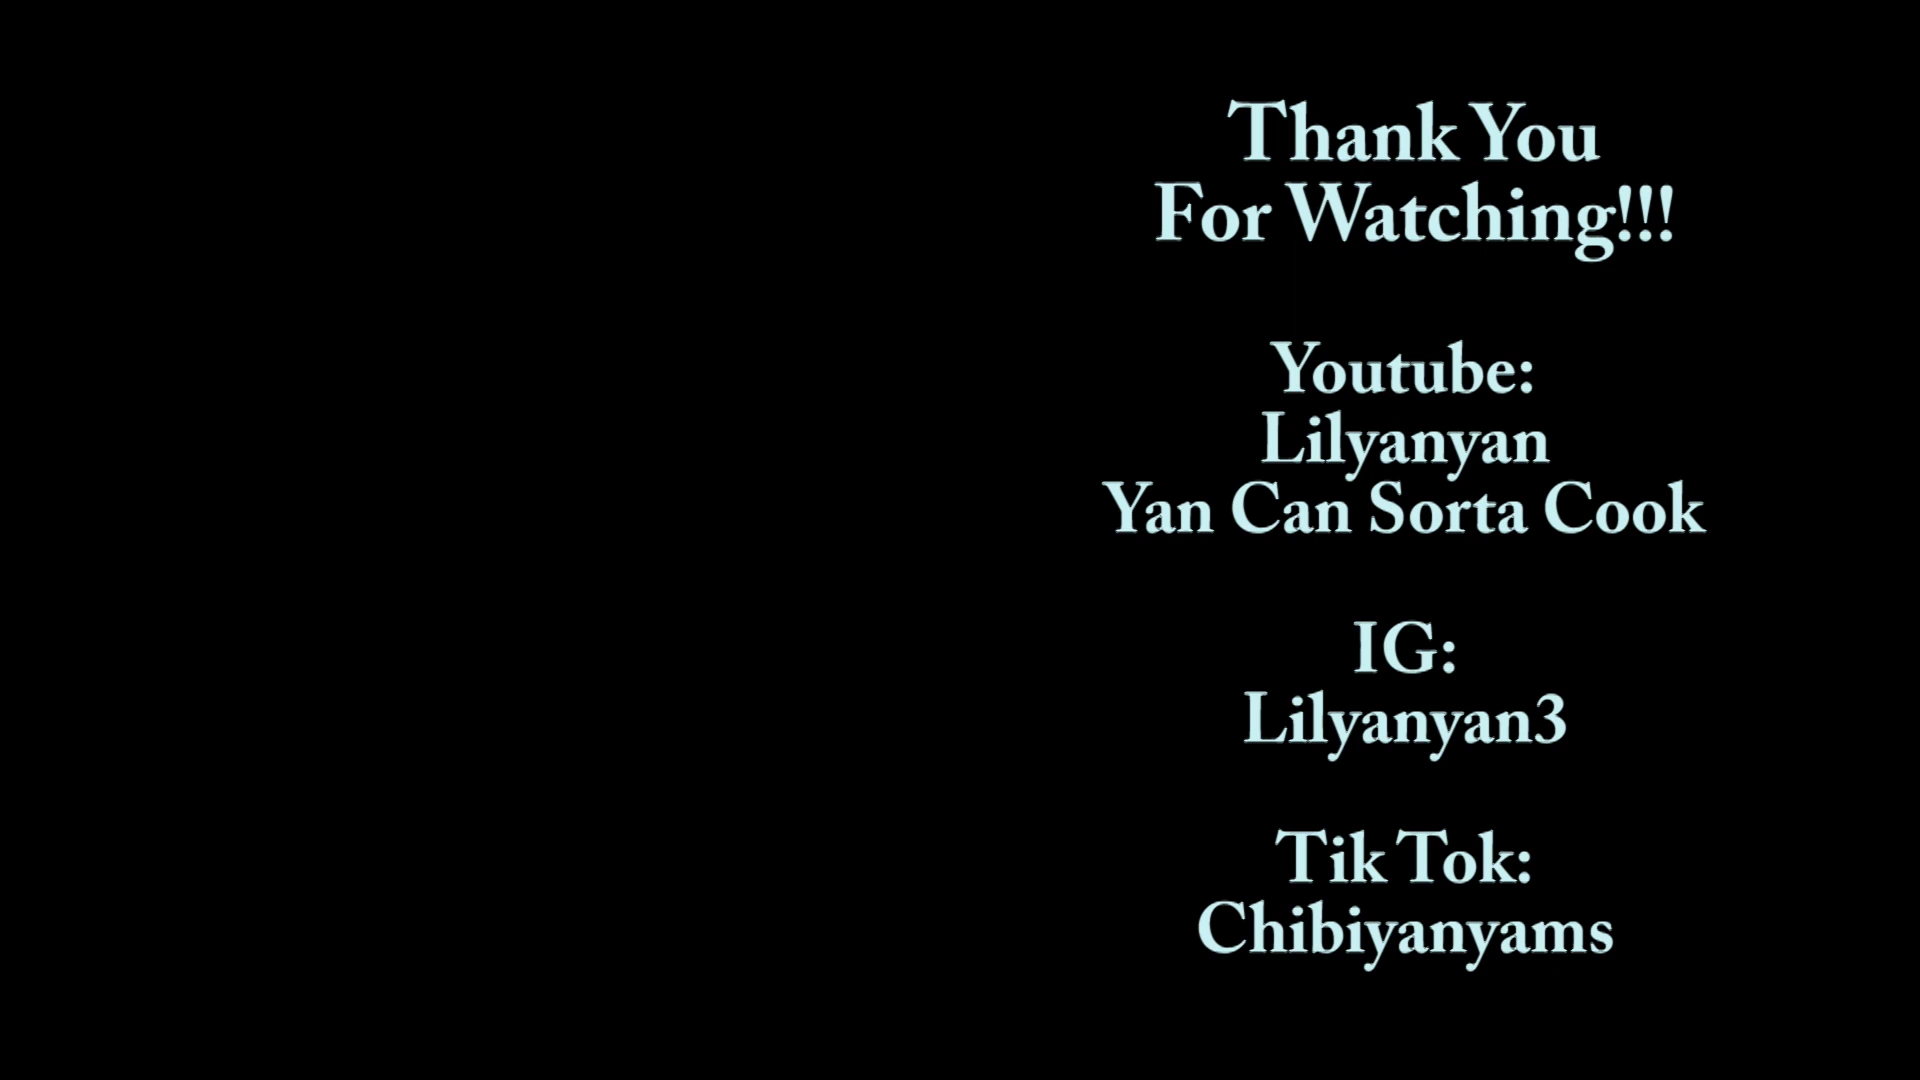 Thank You
For Watching!!!
Youtube:
Lilyanyan
Yan Can Sorta Cook
IG:
Lilyanyan3
Tik Tok:
Chibiyanyams